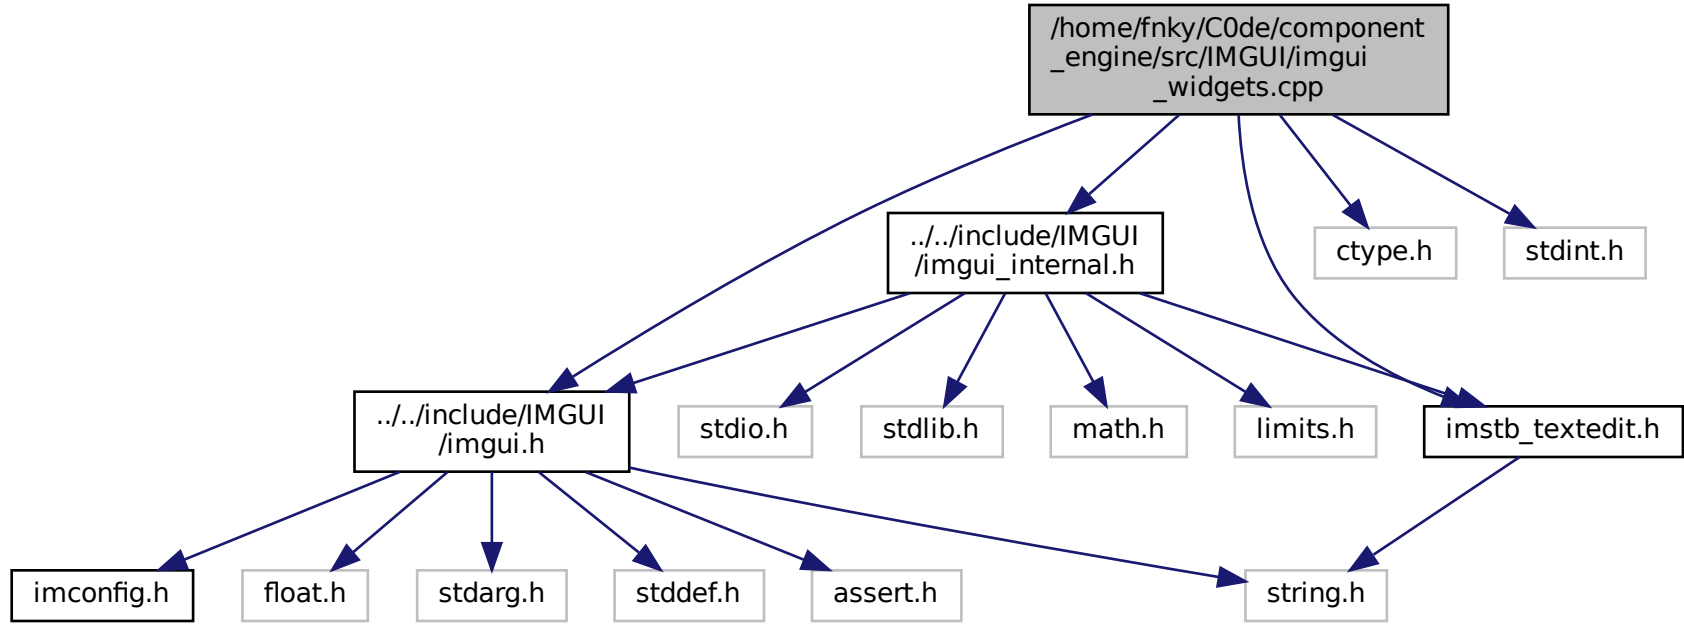 /home/fnky/C0de/component
_engine/src/IMGUI/imgui
_widgets.cpp
../../include/IMGUI
/imgui_internal.h
ctype.h
stdint.h
../../include/IMGUI
/imgui.h
stdio.h
stdlib.h
math.h
limits.h
imstb_textedit.h
imconfig.h
float.h
stdarg.h
stddef.h
assert.h
string.h